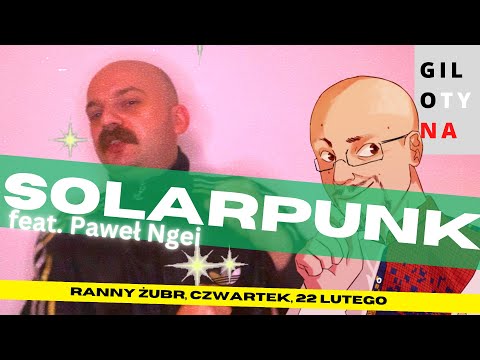 GIL
OTY
NA
SOLARPUNK
feat. Paweł Ngei
RANNY ŻUBR, CZWARTEK, 22 LUTEGO